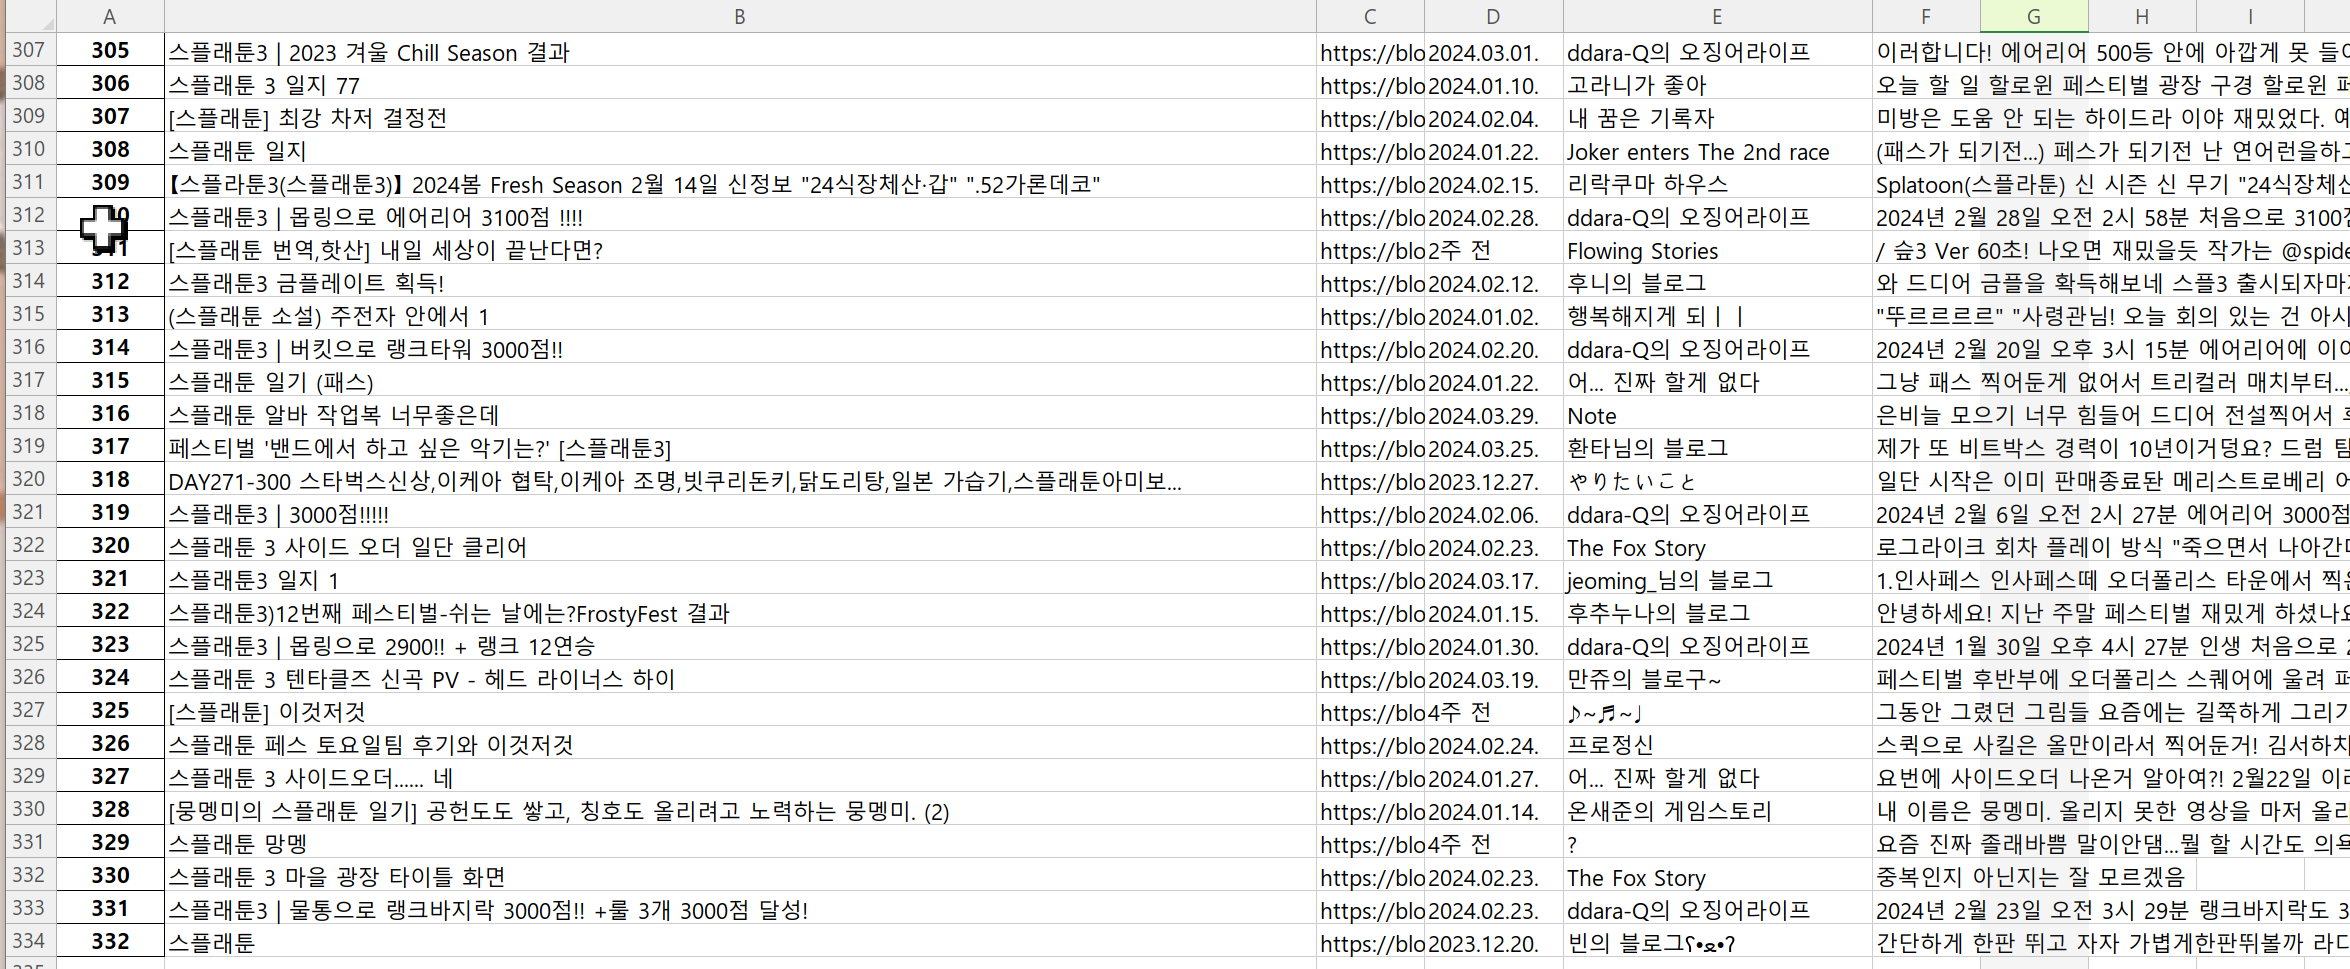 A B C D E F G H I
307 305 스플래툰3 | 2023 겨울 Chill Season 결과 https://blo 2024.03.01. ddara-Q의 오징어라이프 이러합니다! 에어리어 500등 안에 아깝게 못 들어
308 306 스플래툰 3 일지 77 https://blo 2024.01.10. 고라니가 좋아 오늘 할 일 할로윈 페스티벌 광장 구경 할로윈 페
309 307 [스플래툰] 최강 차저 결정전 https://blo 2024.02.04. 내 꿈은 기록자 미방은 도움 안 되는 하이드라 이야 재밌었다. 에
310 308 스플래툰 일지 https://blo 2024.01.22. Joker enters The 2nd race (패스가 되기전...) 페스가 되기전 난 연어런을하고
311 309 【스플라툰3(스플래툰3)】 2024봄 Fresh Season 2월 14일 신정보 "24식장체산·갑" ".52가론데코" https://blo 2024.02.15. 리락쿠마 하우스 Splatoon(스플라툰) 신 시즌 신 무기 "24식장체산
312 스플래툰3 | 몹링으로 에어리어 3100점 !!!! https://blo 2024.02.28. ddara-Q의 오징어라이프 2024년 2월 28일 오전 2시 58분 처음으로 3100점
313 311 [스플래툰 번역,핫산] 내일 세상이 끝난다면? https://blo 2주 전 Flowing Stories / 슾3 Ver 60초! 나오면 재밌을듯 작가는 @spide
314 312 스플래툰3 금플레이트 획득! https://blo 2024.02.12. 후니의 블로그 와 드디어 금플을 확득해보네 스플3 출시되자마자
315 313 (스플래툰 소설) 주전자 안에서 1 https://blo 2024.01.02. 행복해지게 되ㅣㅣ "뚜르르르르" "사령관님! 오늘 회의 있는 건 아시
316 314 스플래툰3 | 버킷으로 랭크타워 3000점!! https://blo 2024.02.20. ddara-Q의 오징어라이프 2024년 2월 20일 오후 3시 15분 에어리어에 이어
317 315 스플래툰 일기 (패스) https://blo 2024.01.22. 어... 진짜 할게 없다 그냥 패스 찍어둔게 없어서 트리컬러 매치부터...
318 316 스플래툰 알바 작업복 너무좋은데 https://blo 2024.03.29. Note 은비늘 모으기 너무 힘들어 드디어 전설찍어서
319 317 페스티벌 '밴드에서 하고 싶은 악기는?' [스플래툰3] https://blo 2024.03.25. 환타님의 블로그 제가 또 비트박스 경력이 10년이거덩요? 드럼 팀
320 318 DAY271-300 스타벅스신상,이케아 협탁,이케아 조명,빗쿠리돈키,닭도리탕,일본 가습기,스플래툰아미보... https://blo 2023.12.27. やりたいこと 일단 시작은 이미 판매종료돤 메리스트로베리
321 319 스플래툰3 | 3000점!!!!! https://blo 2024.02.06. ddara-Q의 오징어라이프 2024년 2월 6일 오전 2시 27분 에어리어 3000점
322 320 스플래툰 3 사이드 오더 일단 클리어 https://blo 2024.02.23. The Fox Story 로그라이크 회차 플레이 방식 "죽으면서 나아간다
323 321 스플래툰3 일지 1 https://blo 2024.03.17. jeoming_님의 블로그 1.인사페스 인사페스떼 오더폴리스 타운에서 찍은
324 322 스플래툰3)12번째 페스티벌-쉬는 날에는?FrostyFest 결과 https://blo 2024.01.15. 후추누나의 블로그 안녕하세요! 지난 주말 페스티벌 재밌게 하셨나요
325 323 스플래툰3 | 몹링으로 2900!! + 랭크 12연승 https://blo 2024.01.30. ddara-Q의 오징어라이프 2024년 1월 30일 오후 4시 27분 인생 처음으로 2
326 324 스플래툰 3 텐타클즈 신곡 PV - 헤드 라이너스 하이 https://blo 2024.03.19. 만쥬의 블로구~ 페스티벌 후반부에 오더폴리스 스퀘어에 울려 퍼
327 325 [스플래툰] 이것저것 https://blo 4주 전 ♪~♬~♩ 그동안 그렸던 그림들 요즘에는 길쭉하게 그리기
328 326 스플래툰 페스 토요일팀 후기와 이것저것 https://blo 2024.02.24. 프로정신 스퀵으로 사킬은 올만이라서 찍어둔거! 김서하치
329 327 스플래툰 3 사이드오더...... 네 https://blo 2024.01.27. 어... 진짜 할게 없다 요번에 사이드오더 나온거 알아여?! 2월22일 이라
330 328 [뭉멩미의 스플래툰 일기] 공헌도도 쌓고, 칭호도 올리려고 노력하는 뭉멩미. (2) https://blo 2024.01.14. 온새준의 게임스토리 내 이름은 뭉멩미. 올리지 못한 영상을 마저 올리
331 329 스플래툰 망멩 https://blo 4주 전 ? 요즘 진짜 졸래바쁨 말이안댐...뭘 할 시간도 의욕
332 330 스플래툰 3 마을 광장 타이틀 화면 https://blo 2024.02.23. The Fox Story 중복인지 아닌지는 잘 모르겠음
333 331 스플래툰3 | 물통으로 랭크바지락 3000점!! +룰 3개 3000점 달성! https://blo 2024.02.23. ddara-Q의 오징어라이프 2024년 2월 23일 오전 3시 29분 랭크바지락도 3
334 332 스플래툰 https://blo 2023.12.20. 빈의 블로그ʕ•ﻌ•ʔ 간단하게 한판 뛰고 자자 가볍게한판뛰볼까 라디